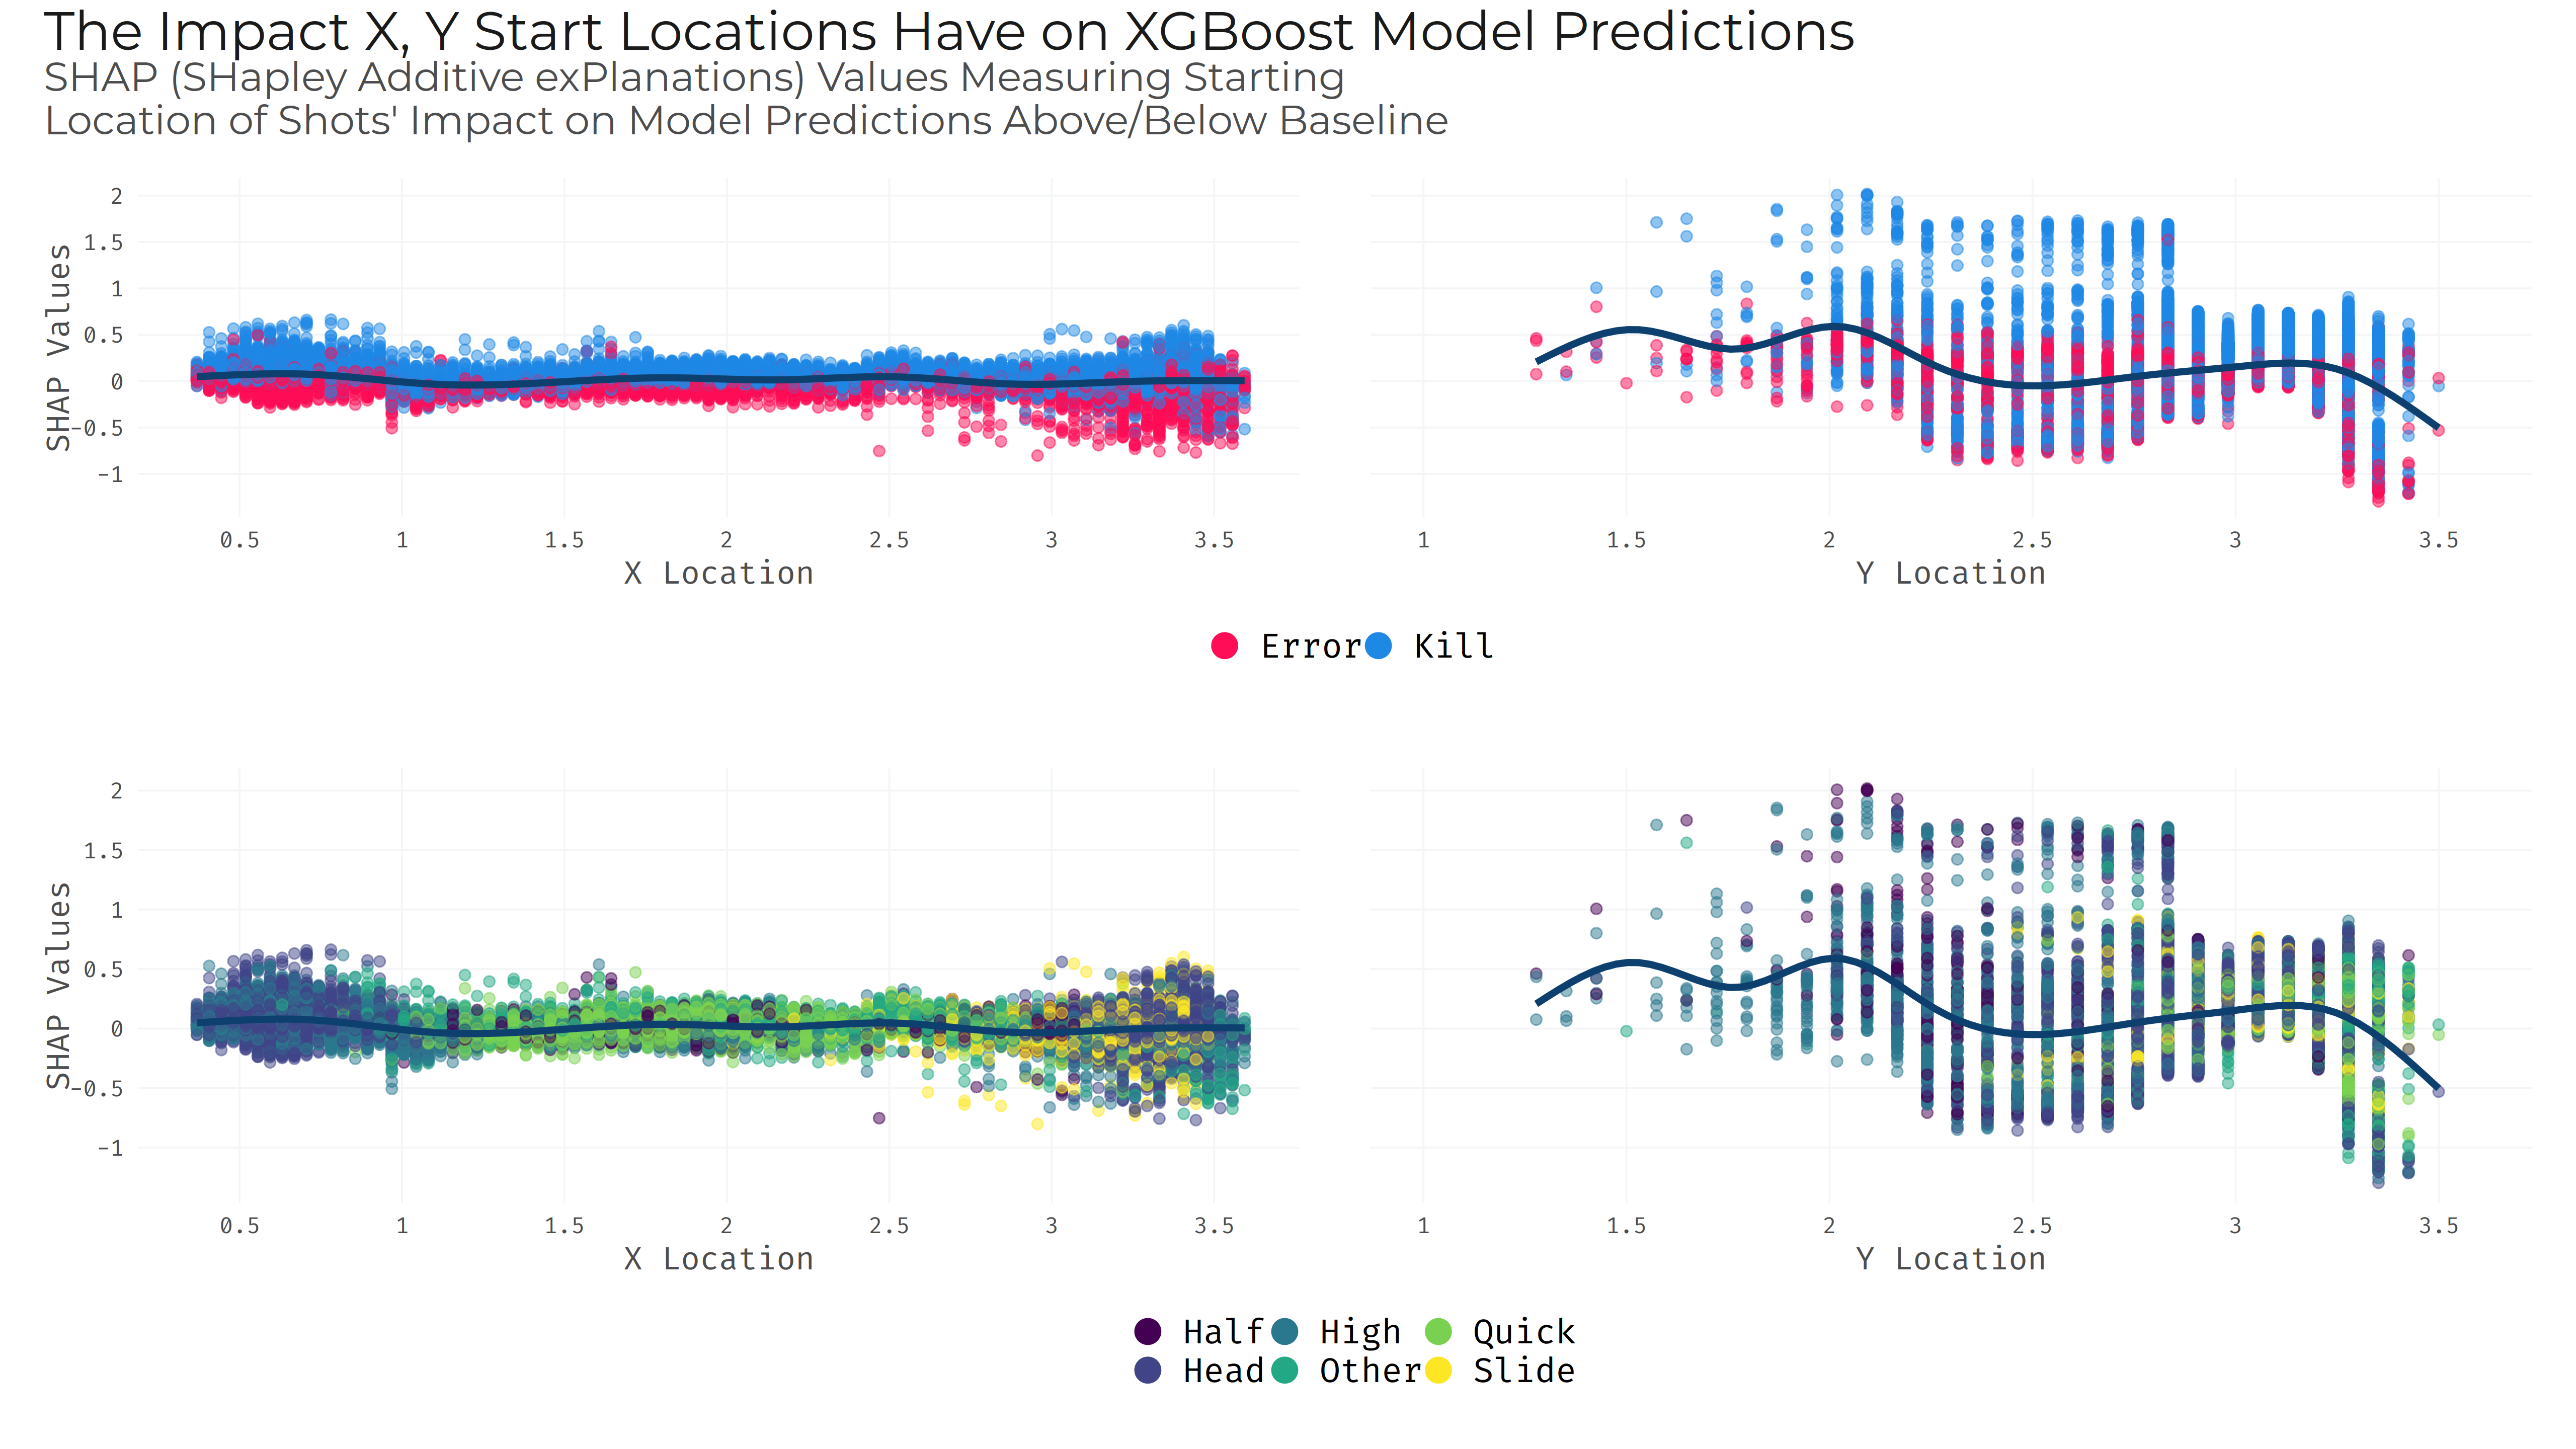 The Impact X, Y Start Locations Have on XGBoost Model Predictions
SHAP (SHapley Additive exPlanations) Values Measuring Starting
Location of Shots' Impact on Model Predictions Above/Below Baseline
SHAP Values
2
1.5
1
0.5
0
−0.5
−1
0.5 1 1.5 2 2.5 3 3.5
X Location
1 1.5 2 2.5 3 3.5
Y Location
Error Kill
SHAP Values
2
1.5
1
0.5
0
−0.5
−1
0.5 1 1.5 2 2.5 3 3.5
X Location
1 1.5 2 2.5 3 3.5
Y Location
Half High Quick
Head Other Slide